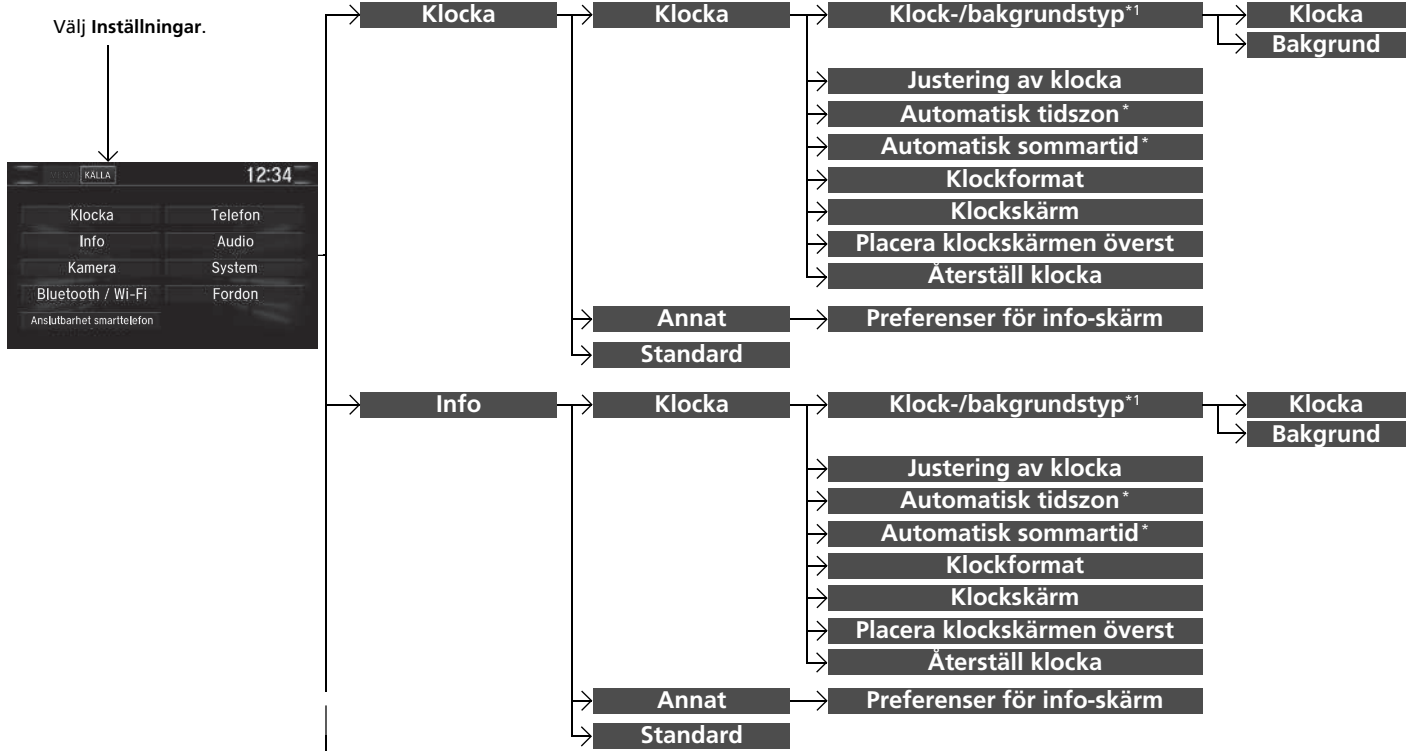 Välj Inställningar.
KÄLLA 12:34
Klocka Telefon
Info Audio
Kamera System
Bluetooth / Wi-Fi Fordon
Anslutbarhet smarttelefon
Klocka Klocka Klock-/bakgrundstyp*1 Klocka
Bakgrund
Justering av klocka
Automatisk tidszon*
Automatisk sommartid*
Klockformat
Klockskärm
Placera klockskärmen överst
Återställ klocka
Annat Preferenser för info-skärm
Standard
Info Klocka Klock-/bakgrundstyp*1 Klocka
Bakgrund
Justering av klocka
Automatisk tidszon*
Automatisk sommartid*
Klockformat
Klockskärm
Placera klockskärmen överst
Återställ klocka
Annat Preferenser för info-skärm
Standard